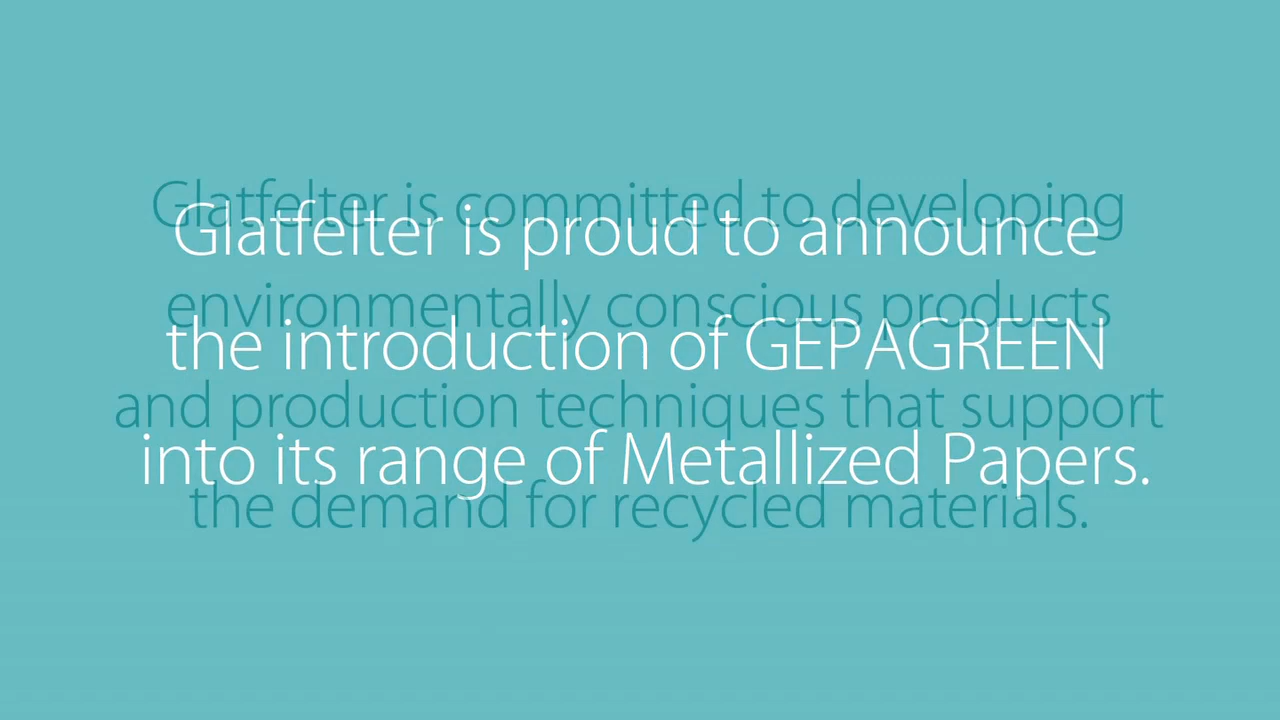 Glatfelter is committed to developing
environmentally conscious products
and production techniques that support
the demand for recycled materials.
Glatfelter is proud to announce
the introduction of GEPAGREEN
into its range of Metallized Papers.